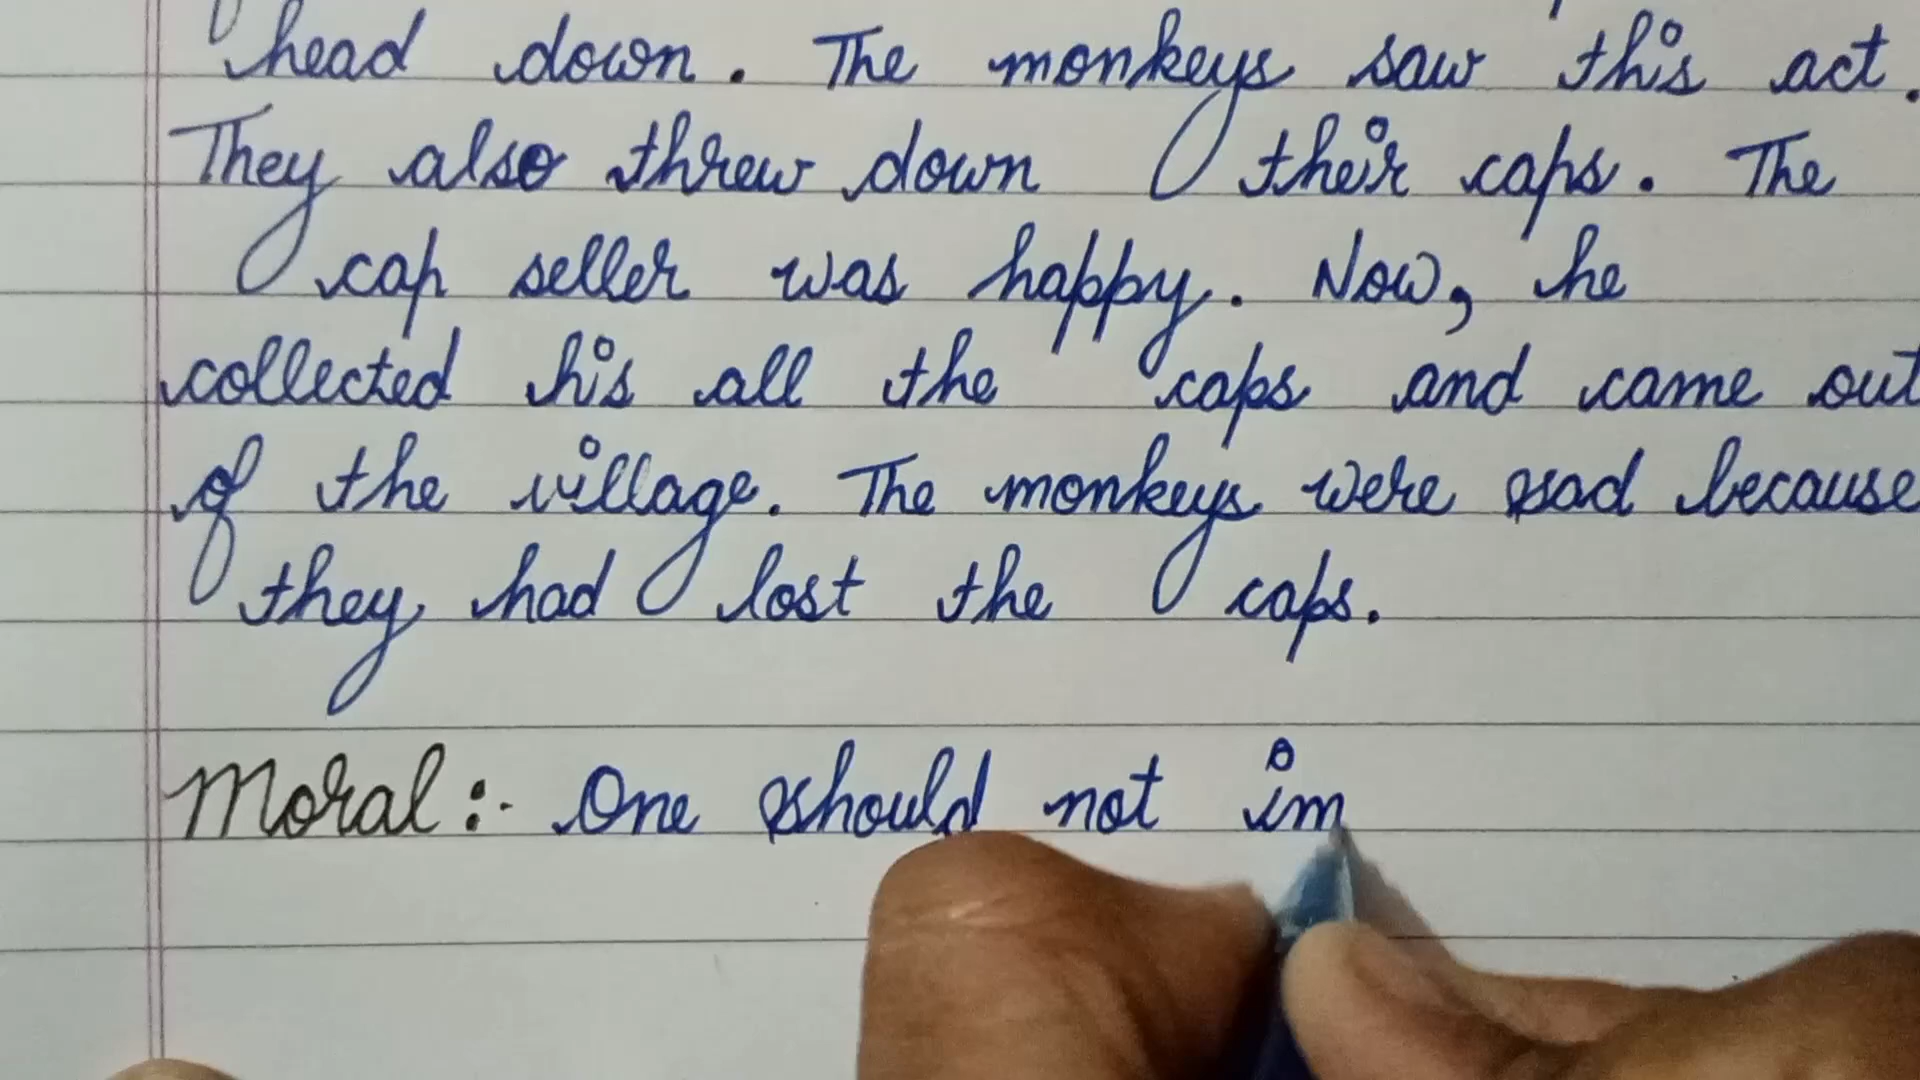 head down. The monkeys saw this act.
They also threw down their caps. The
cap seller was happy. Now, he
collected his all the caps and came out
of the village. The monkeys were sad because
they had lost the caps.
Moral:- One should not im